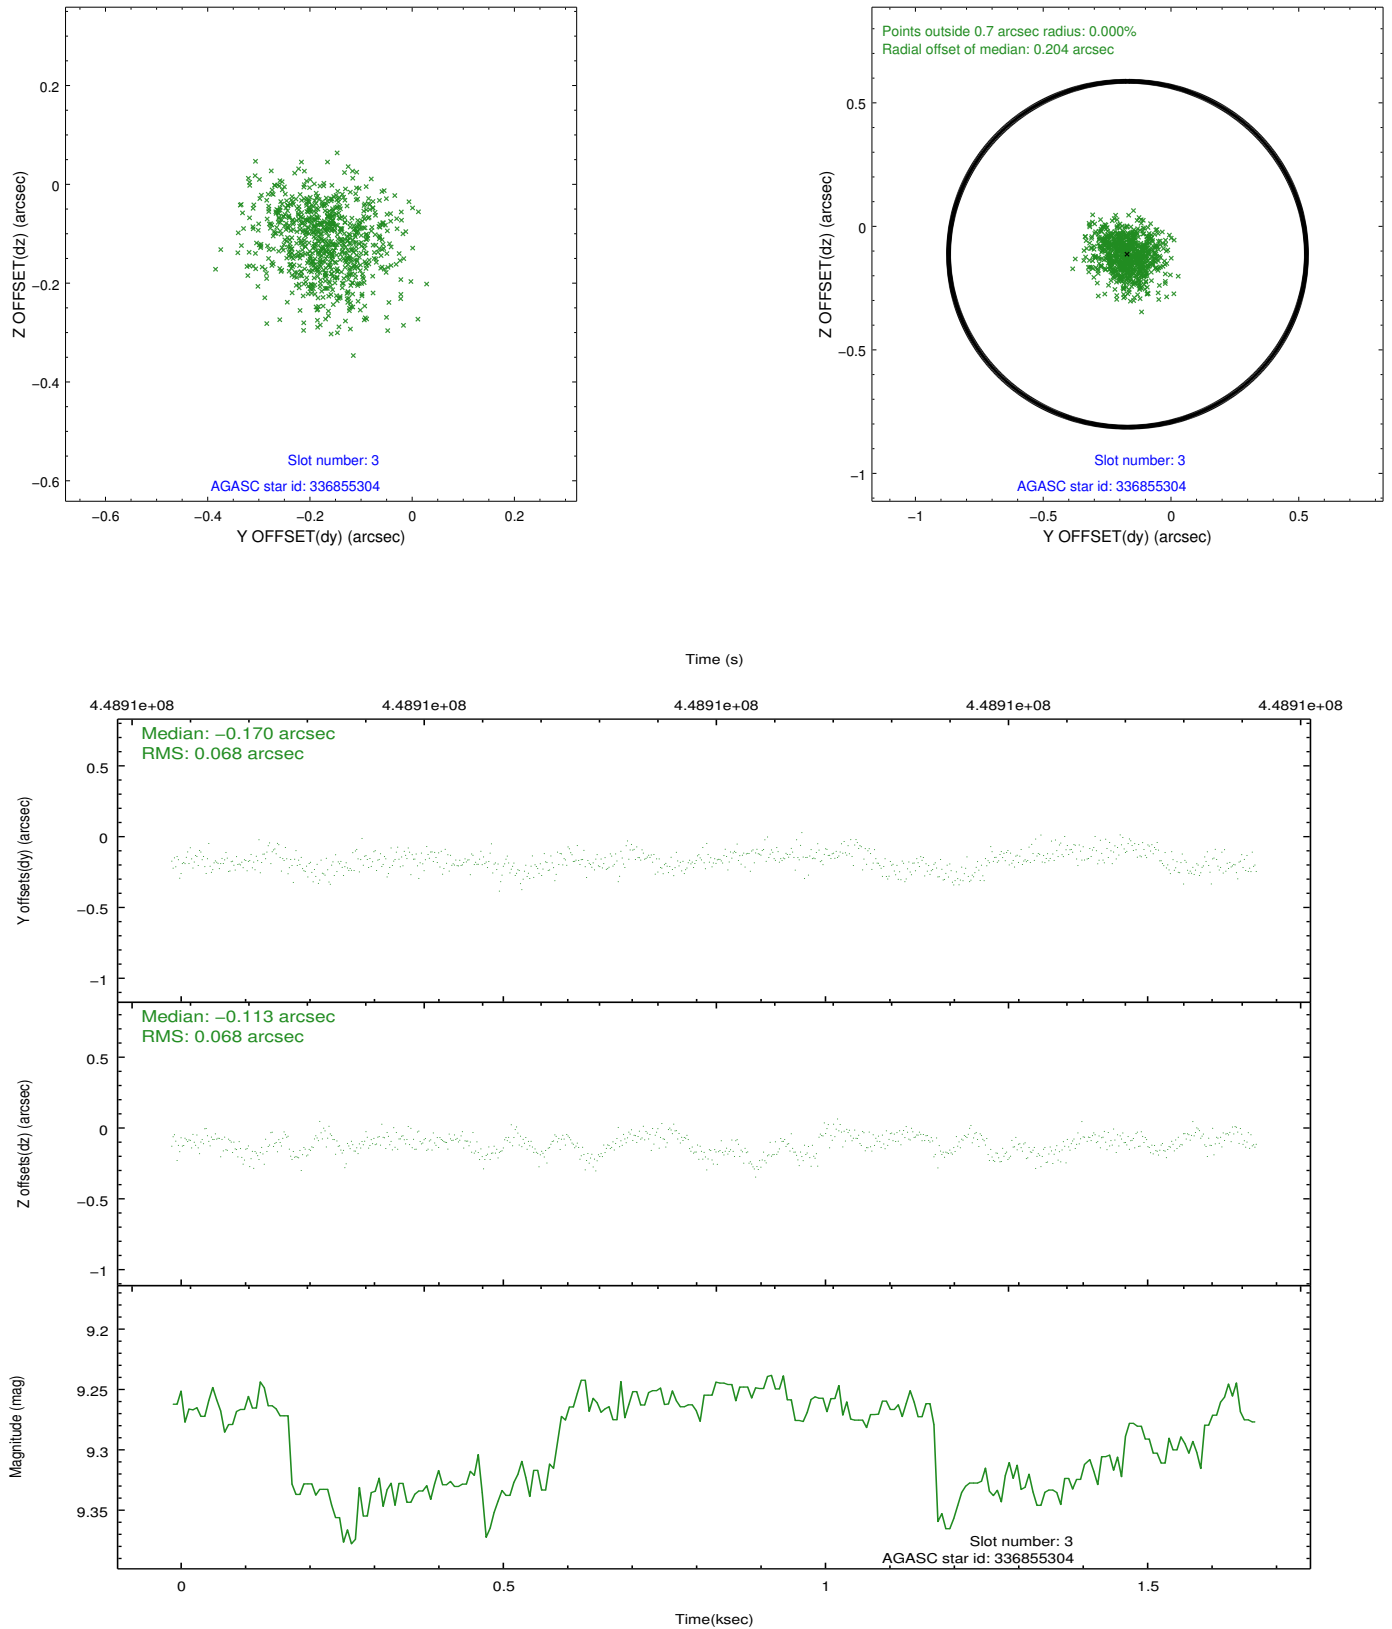 0.2
0
−0.2
−0.4
−0.6
Z OFFSET(dz) (arcsec)
Slot number: 3
AGASC star id: 336855304
−0.6
−0.4
−0.2
0
0.2
Y OFFSET(dy) (arcsec)
Points outside 0.7 arcsec radius: 0.000%
Radial offset of median: 0.204 arcsec
0.5
0
−0.5
−1
Z OFFSET(dz) (arcsec)
Slot number: 3
AGASC star id: 336855304
−1
−0.5
0
0.5
Y OFFSET(dy) (arcsec)
Time (s)
4.4891e+08
4.4891e+08
4.4891e+08
4.4891e+08
4.4891e+08
Median: −0.170 arcsec
RMS: 0.068 arcsec
0.5
0
−0.5
−1
Y offsets(dy) (arcsec)
Median: −0.113 arcsec
RMS: 0.068 arcsec
0.5
0
−0.5
−1
Z offsets(dz) (arcsec)
9.2
9.25
9.3
9.35
Magnitude (mag)
Slot number: 3
AGASC star id: 336855304
0
0.5
1
1.5
Time(ksec)